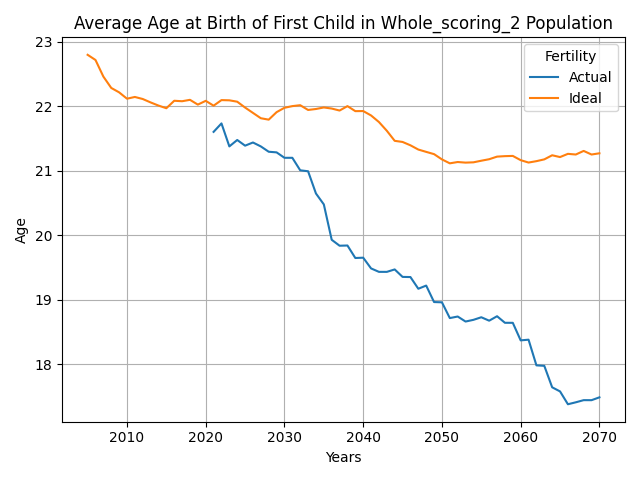 Average Age at Birth of First Child in Whole_scoring_2 Population
Fertility
Actual
Ideal
Age
23
22
21
20
19
18
2010 2020 2030 2040 2050 2060 2070
Years